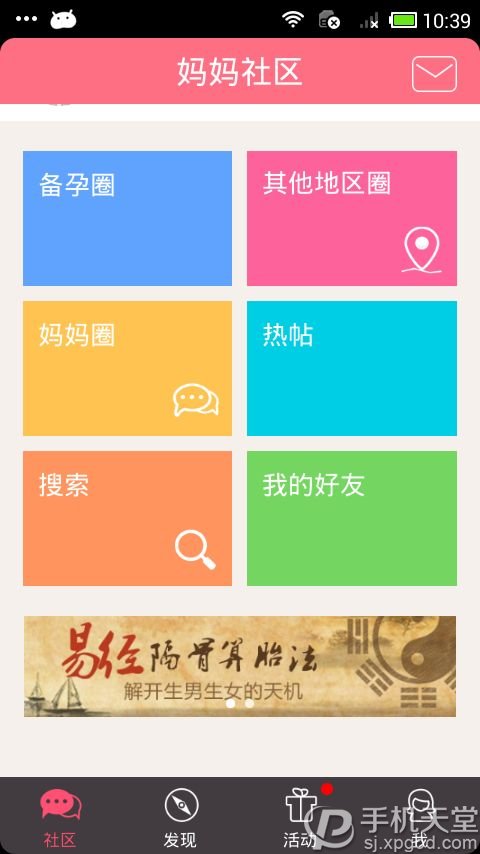 10:39
妈妈社区
备孕圈
其他地区圈
妈妈圈
热帖
搜索
我的好友
易经隔骨算胎法
解开生男生女的天机
社区
发现
活动
我
手机天堂
sj.xpgod.com